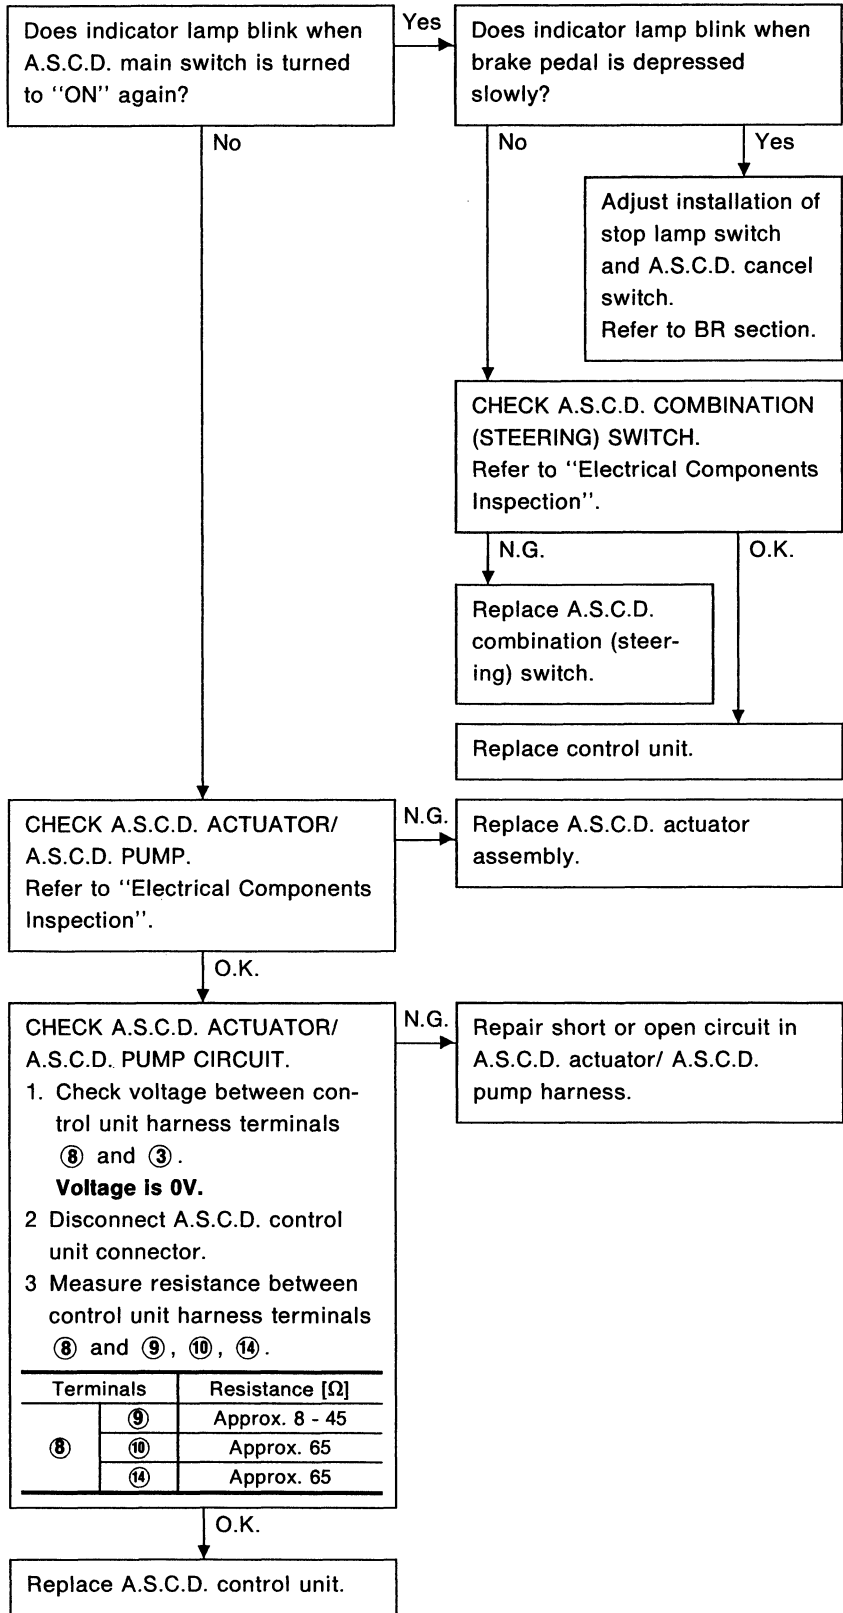 Does indicator lamp blink when
A.S.C.D. main switch is turned
to "ON" again?
Yes
Does indicator lamp blink when
brake pedal is depressed
slowly?
No
No
Yes
Adjust installation of
stop lamp switch
and A.S.C.D. cancel
switch.
Refer to BR section.
CHECK A.S.C.D. COMBINATION
(STEERING) SWITCH.
Refer to "Electrical Components
Inspection".
N.G.
O.K.
Replace A.S.C.D.
combination (steer-
ing) switch.
Replace control unit.
CHECK A.S.C.D. ACTUATOR/
A.S.C.D. PUMP.
Refer to "Electrical Components
Inspection".
N.G.
Replace A.S.C.D. actuator
assembly.
O.K.
CHECK A.S.C.D. ACTUATOR/
A.S.C.D. PUMP CIRCUIT.
1. Check voltage between con-
trol unit harness terminals
⑧ and ③.
Voltage is 0V.
2 Disconnect A.S.C.D. control
unit connector.
3 Measure resistance between
control unit harness terminals
⑧ and ⑨, ⑩, ⑭.
Terminals Resistance [Ω]
⑧ ⑨ Approx. 8 - 45
⑩ Approx. 65
⑭ Approx. 65
N.G.
Repair short or open circuit in
A.S.C.D. actuator/ A.S.C.D.
pump harness.
O.K.
Replace A.S.C.D. control unit.